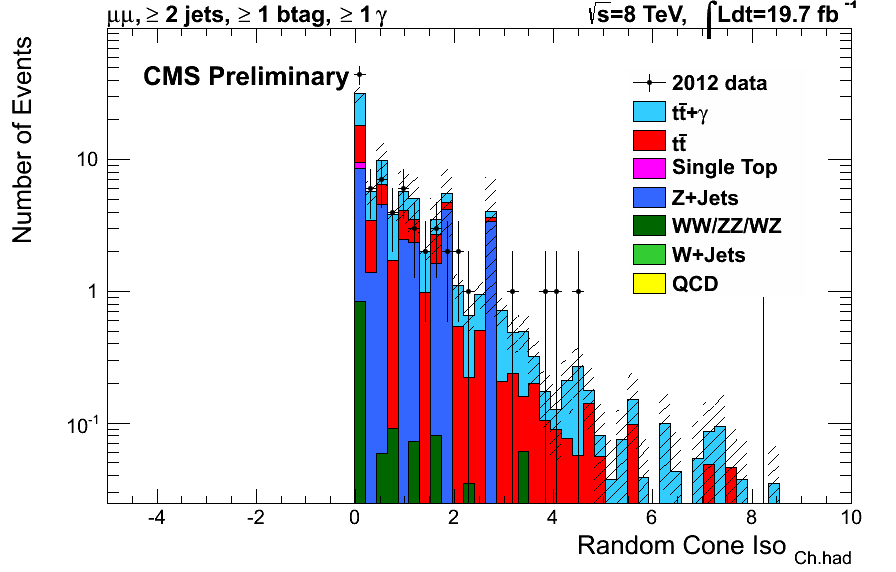 μμ, ≥ 2 jets, ≥ 1 btag, ≥ 1 γ
√s=8 TeV, ∫Ldt=19.7 fb⁻¹
CMS Preliminary
2012 data
tt̄+γ
tt̄
Single Top
Z+Jets
WW/ZZ/WZ
W+Jets
QCD
Number of Events
10
1
10⁻¹
-4 -2 0 2 4 6 8 10
Random Cone Iso Ch.had